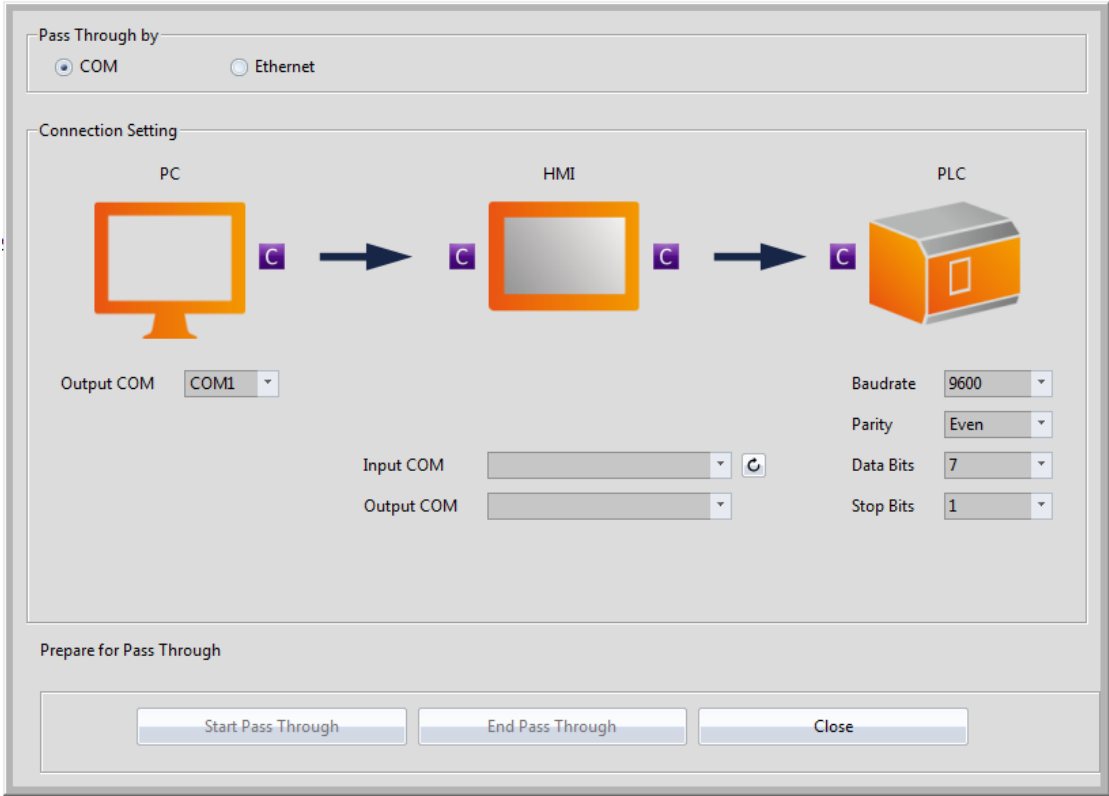 Pass Through by
COM Ethernet
Connection Setting
PC HMI PLC
C C C C
Output COM COM1 Baudrate 9600
Parity Even
Input COM Data Bits 7
Output COM Stop Bits 1
Prepare for Pass Through
Start Pass Through End Pass Through Close